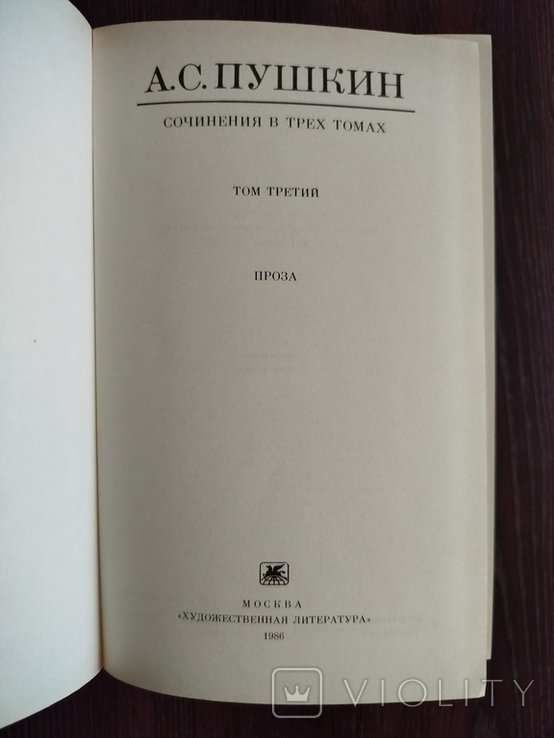 А.С.ПУШКИН
СОЧИНЕНИЯ В ТРЕХ ТОМАХ
ТОМ ТРЕТИЙ
ПРОЗА
МОСКВА
«ХУДОЖЕСТВЕННАЯ ЛИТЕРАТУРА»
1986
VIOLITY